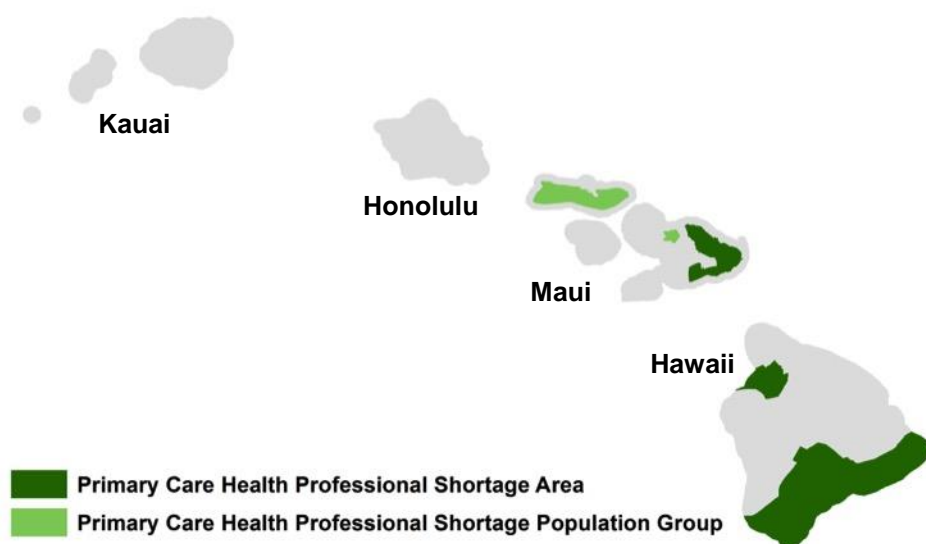 Kauai
Honolulu
Maui
Hawaii
Primary Care Health Professional Shortage Area
Primary Care Health Professional Shortage Population Group